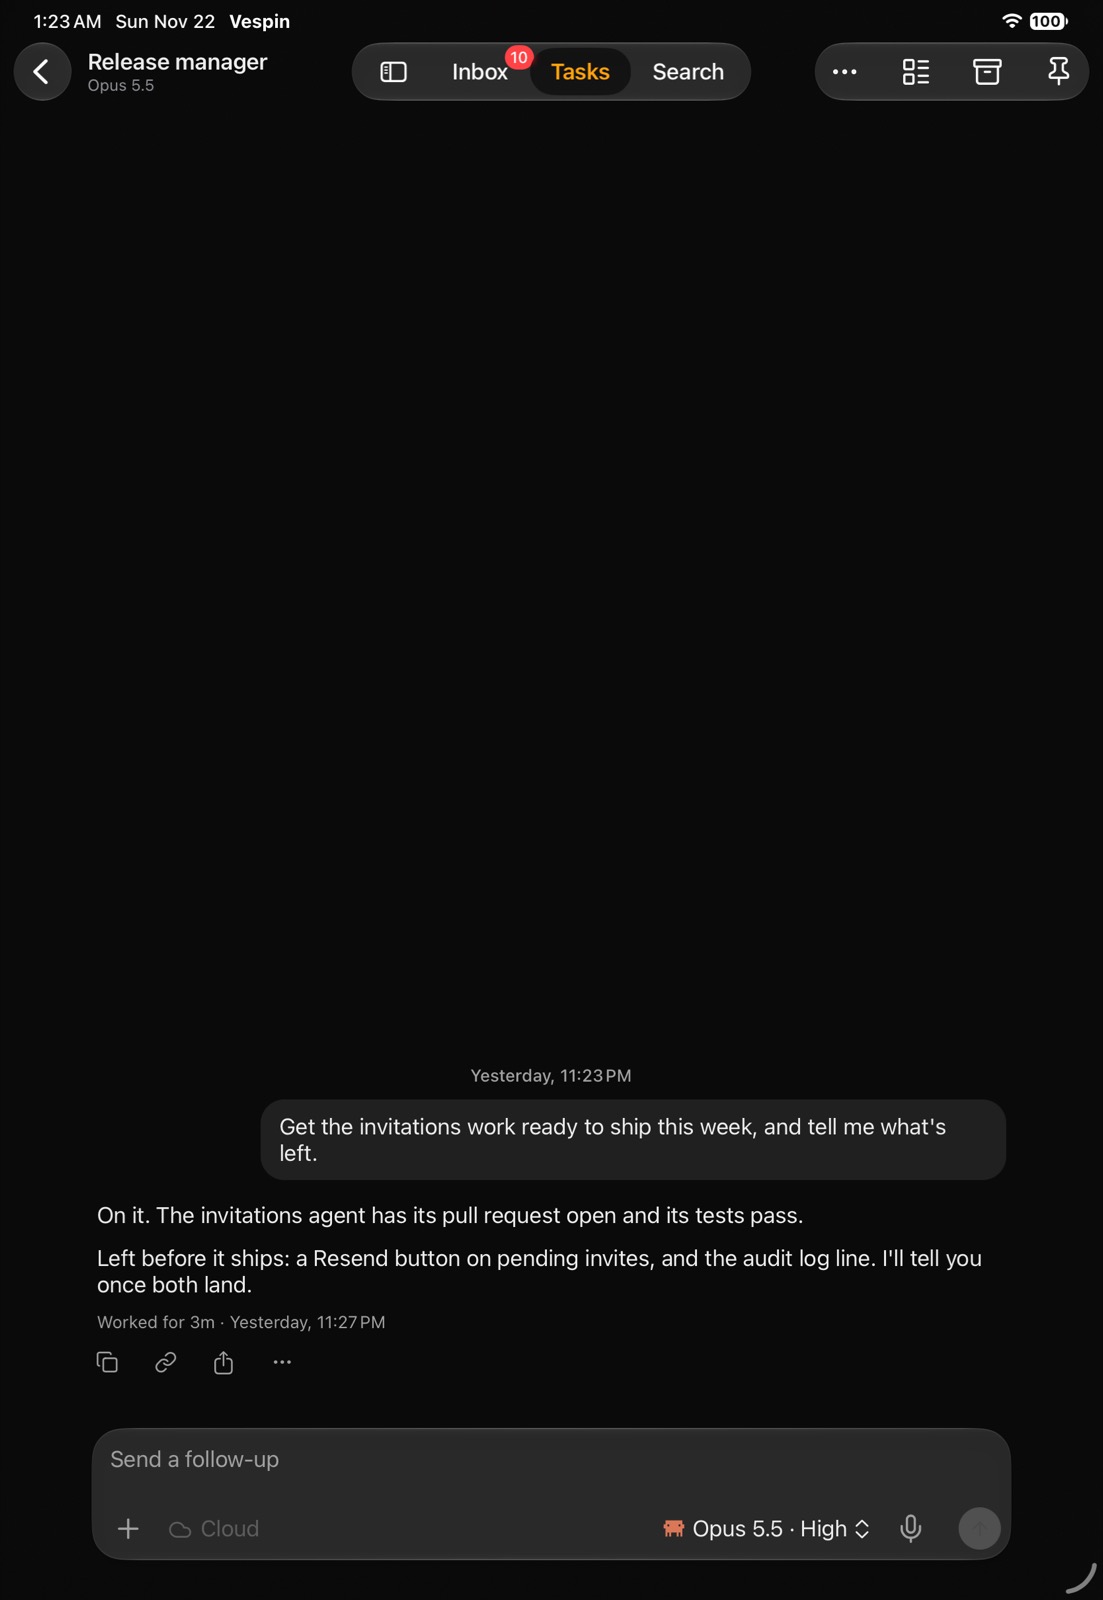 1:23 AM Sun Nov 22 Vespin
100
Release manager
Opus 5.5
Inbox
10
Tasks
Search
Yesterday, 11:23 PM
Get the invitations work ready to ship this week, and tell me what's
left.
On it. The invitations agent has its pull request open and its tests pass.
Left before it ships: a Resend button on pending invites, and the audit log line. I'll tell you
once both land.
Worked for 3m · Yesterday, 11:27 PM
Send a follow-up
Cloud
Opus 5.5 · High